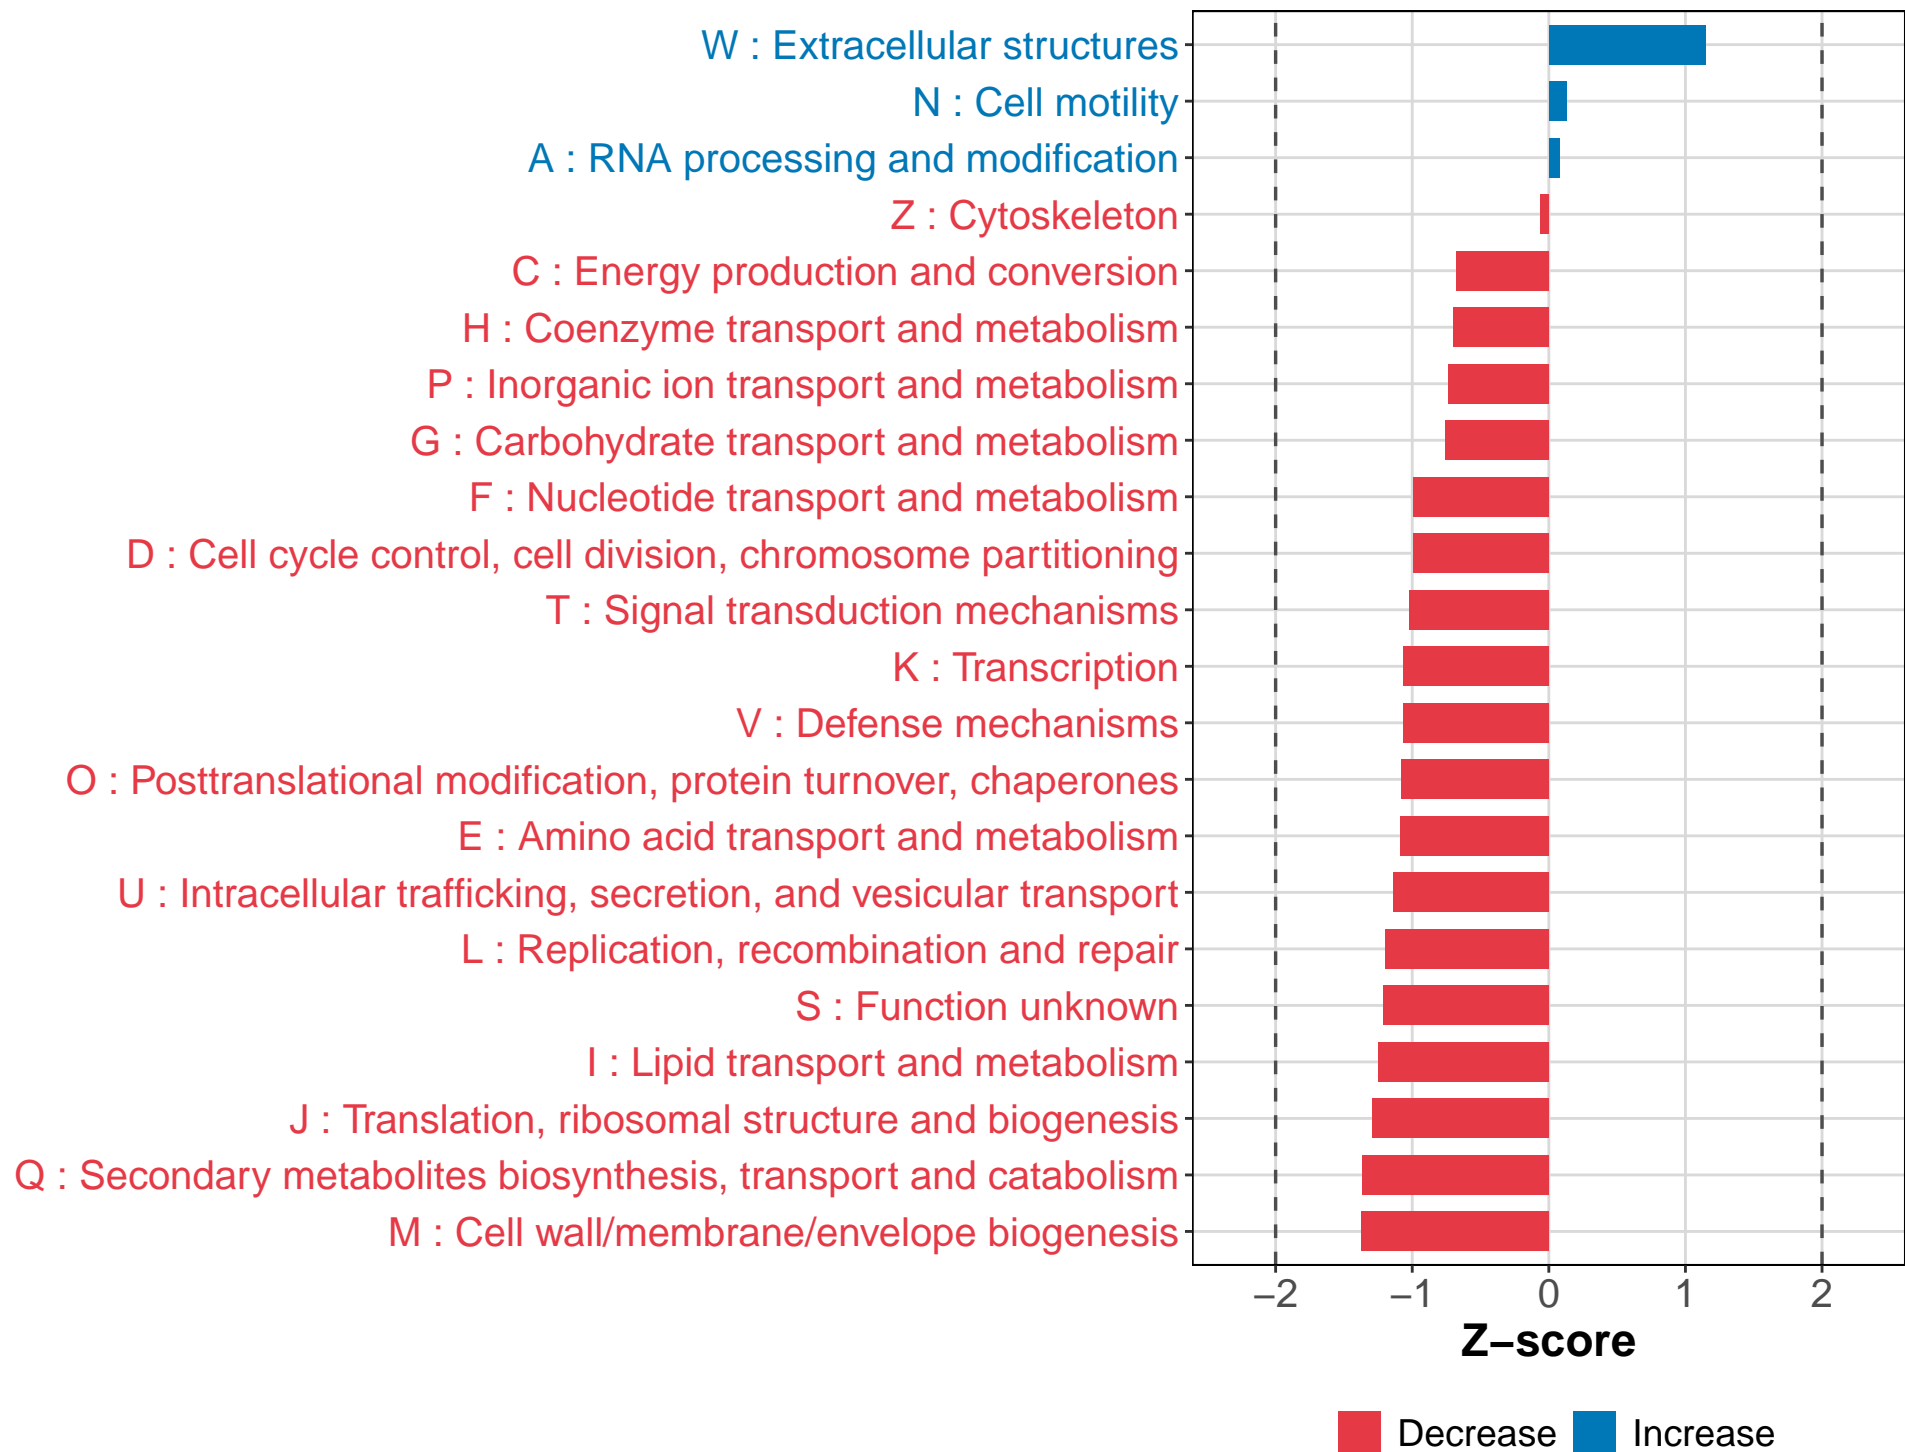 W : Extracellular structures
N : Cell motility
A : RNA processing and modification
Z : Cytoskeleton
C : Energy production and conversion
H : Coenzyme transport and metabolism
P : Inorganic ion transport and metabolism
G : Carbohydrate transport and metabolism
F : Nucleotide transport and metabolism
D : Cell cycle control, cell division, chromosome partitioning
T : Signal transduction mechanisms
K : Transcription
V : Defense mechanisms
O : Posttranslational modification, protein turnover, chaperones
E : Amino acid transport and metabolism
U : Intracellular trafficking, secretion, and vesicular transport
L : Replication, recombination and repair
S : Function unknown
I : Lipid transport and metabolism
J : Translation, ribosomal structure and biogenesis
Q : Secondary metabolites biosynthesis, transport and catabolism
M : Cell wall/membrane/envelope biogenesis
−2 −1 0 1 2
Z−score
Decrease Increase